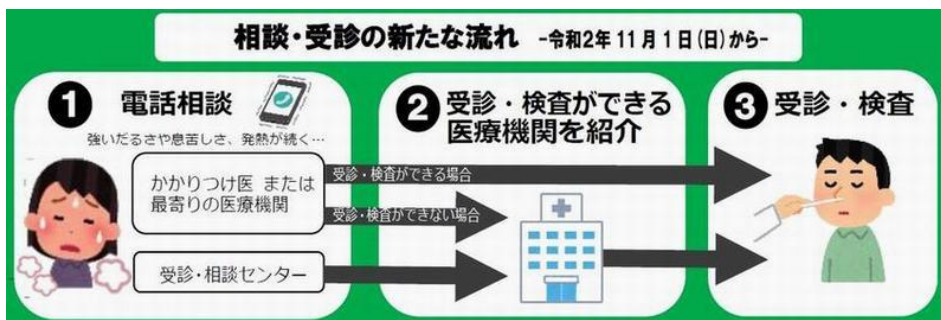 相談・受診の新たな流れ -令和2年11月1日(日)から-
1 電話相談
強いだるさや息苦しさ、発熱が続く…
かかりつけ医 または
最寄りの医療機関
受診・相談センター
受診・検査ができる場合
受診・検査ができない場合
2 受診・検査ができる
医療機関を紹介
3 受診・検査